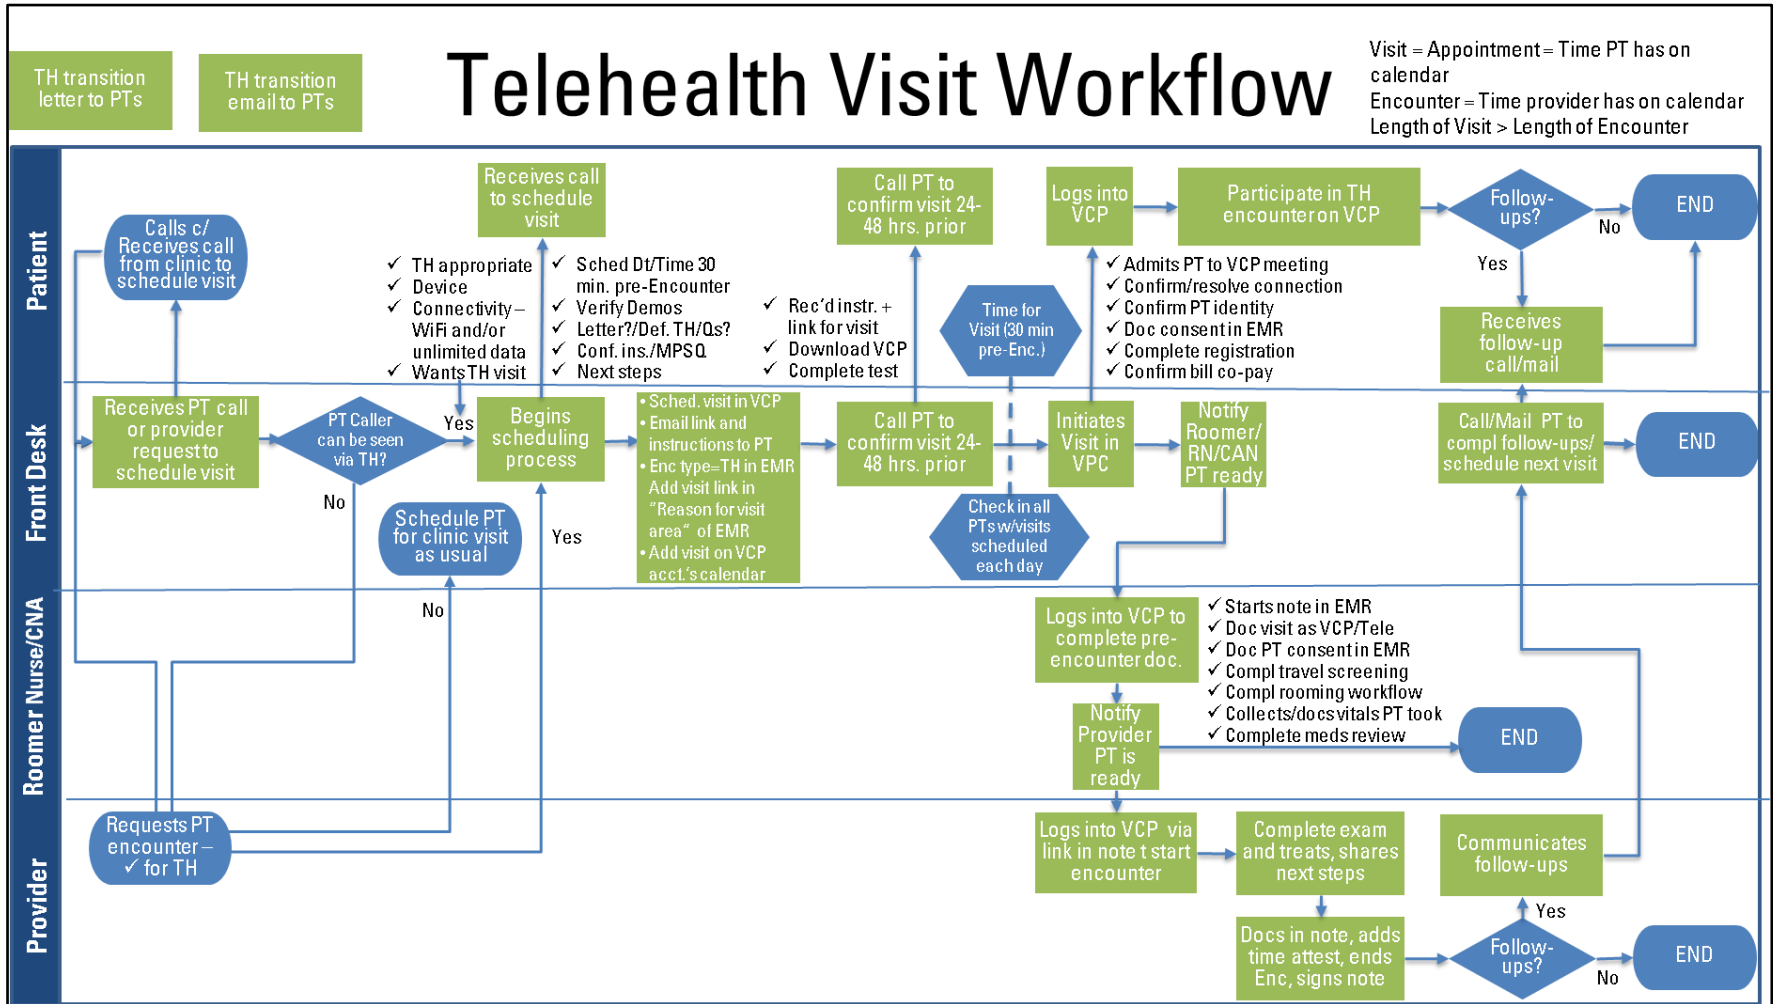 TH transition
letter to PTs
TH transition
email to PTs
Telehealth Visit Workflow
Visit = Appointment = Time PT has on
calendar
Encounter = Time provider has on calendar
Length of Visit > Length of Encounter
Patient
Calls c/
Receives call
from clinic to
schedule visit
Receives call
to schedule
visit
✓ TH appropriate
✓ Device
✓ Connectivity –
WiFi and/or
unlimited data
✓ Wants TH visit
✓ Sched Dt/Time 30
min. pre-Encounter
✓ Verify Demos
✓ Letter?/Def. TH/Qs?
✓ Conf. ins./MPSQ
✓ Next steps
Call PT to
confirm visit 24-
48 hrs. prior
✓ Rec'd instr. +
link for visit
✓ Download VCP
✓ Complete test
Time for
Visit (30 min
pre-Enc.)
Logs into
VCP
Participate in TH
encounter on VCP
✓ Admits PT to VCP meeting
✓ Confirm/resolve connection
✓ Confirm PT identity
✓ Doc consent in EMR
✓ Complete registration
✓ Confirm bill co-pay
Follow-
ups?
No
END
Yes
Receives
follow-up
call/mail
Front Desk
Receives PT call
or provider
request to
schedule visit
PT Caller
can be seen
via TH?
Yes
No
Begins
scheduling
process
Schedule PT
for clinic visit
as usual
Yes
• Sched. visit in VCP
• Email link and
instructions to PT
• Enc type=TH in EMR
Add visit link in
"Reason for visit
area" of EMR
• Add visit on VCP
acct.'s calendar
Call PT to
confirm visit 24-
48 hrs. prior
Check in all
PTs w/visits
scheduled
each day
Initiates
Visit in
VPC
Notify
Roomer/
RN/CAN
PT ready
Call/Mail PT to
compl follow-ups/
schedule next visit
END
Roomer Nurse/CNA
No
Logs into VCP to
complete pre-
encounter doc.
✓ Starts note in EMR
✓ Doc visit as VCP/Tele
✓ Doc PT consent in EMR
✓ Compl travel screening
✓ Compl rooming workflow
✓ Collects/docs vitals PT took
✓ Complete meds review
Notify
Provider
PT is
ready
END
Provider
Requests PT
encounter –
✓ for TH
Logs into VCP via
link in note t start
encounter
Complete exam
and treats, shares
next steps
Communicates
follow-ups
Yes
Docs in note, adds
time attest, ends
Enc, signs note
Follow-
ups?
No
END